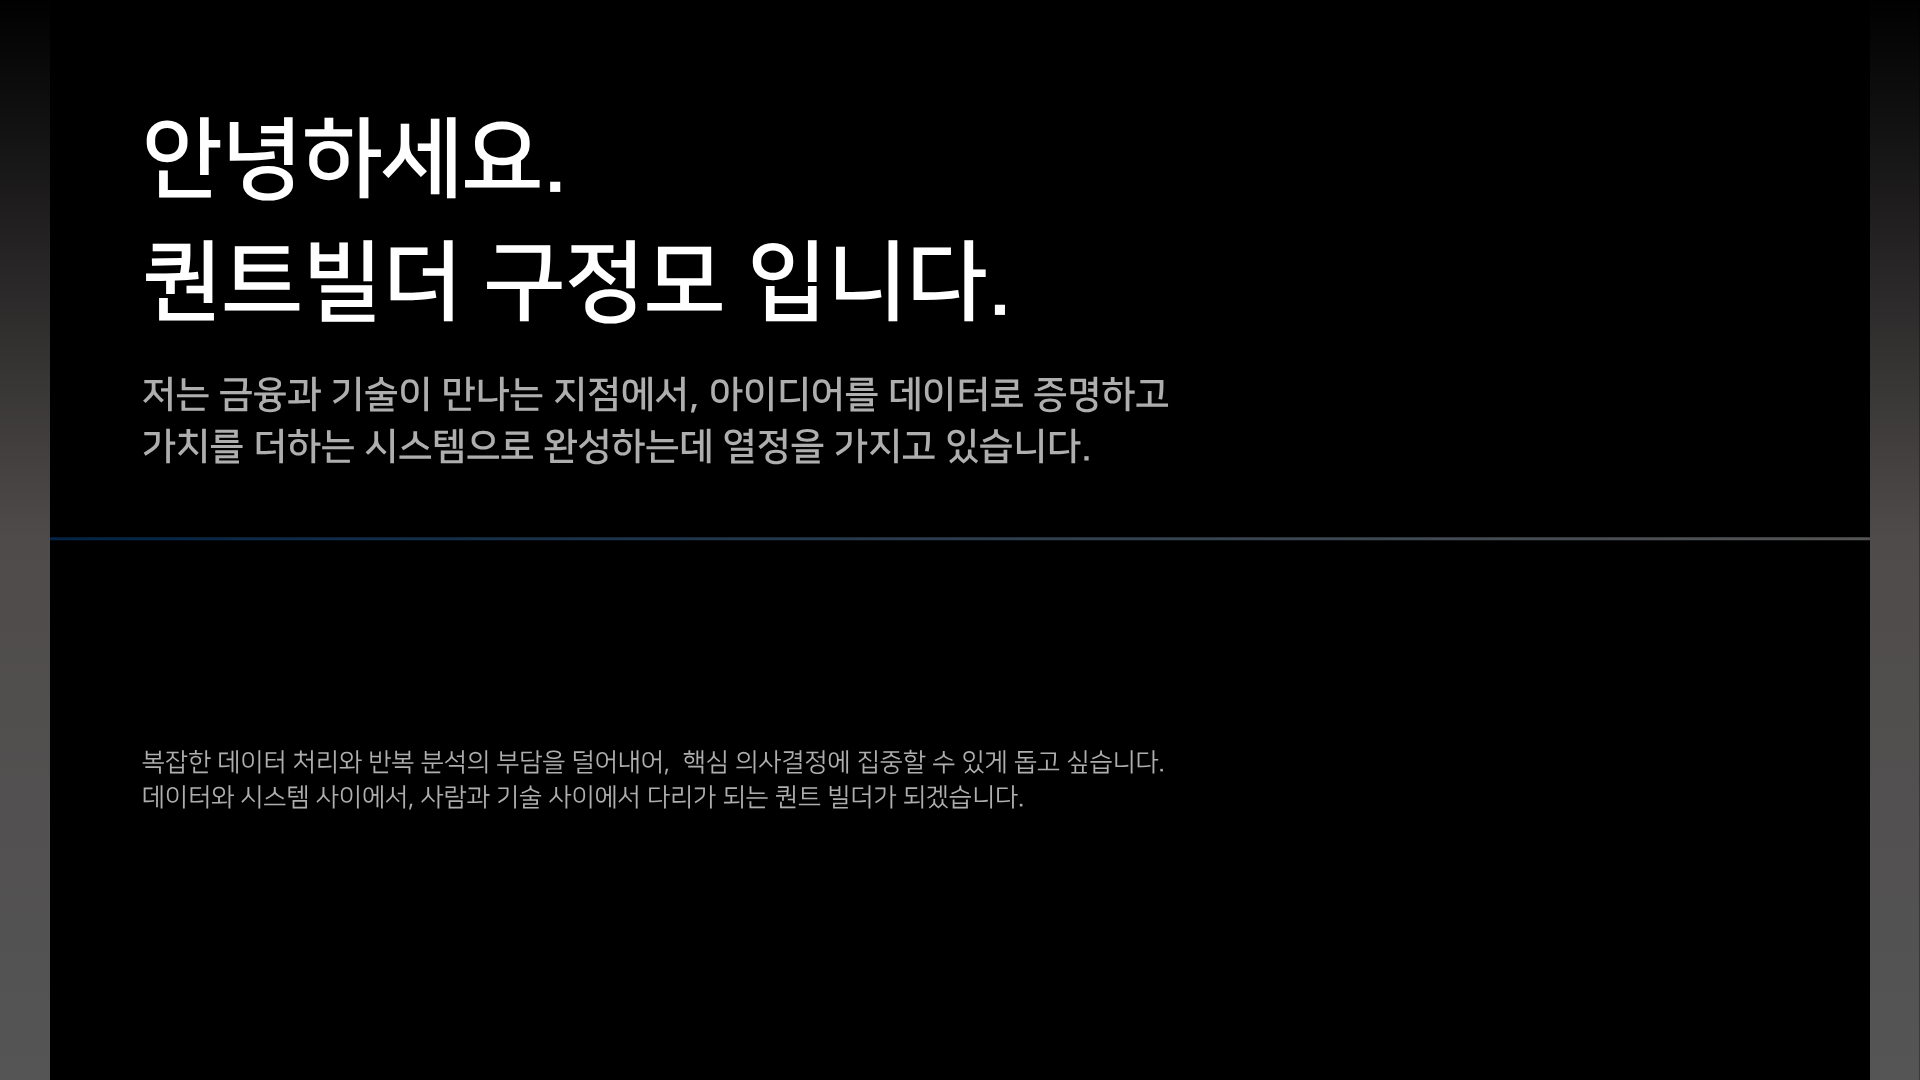 안녕하세요.
퀀트빌더 구정모 입니다.
저는 금융과 기술이 만나는 지점에서, 아이디어를 데이터로 증명하고
가치를 더하는 시스템으로 완성하는데 열정을 가지고 있습니다.
복잡한 데이터 처리와 반복 분석의 부담을 덜어내어,  핵심 의사결정에 집중할 수 있게 돕고 싶습니다.
데이터와 시스템 사이에서, 사람과 기술 사이에서 다리가 되는 퀀트 빌더가 되겠습니다.